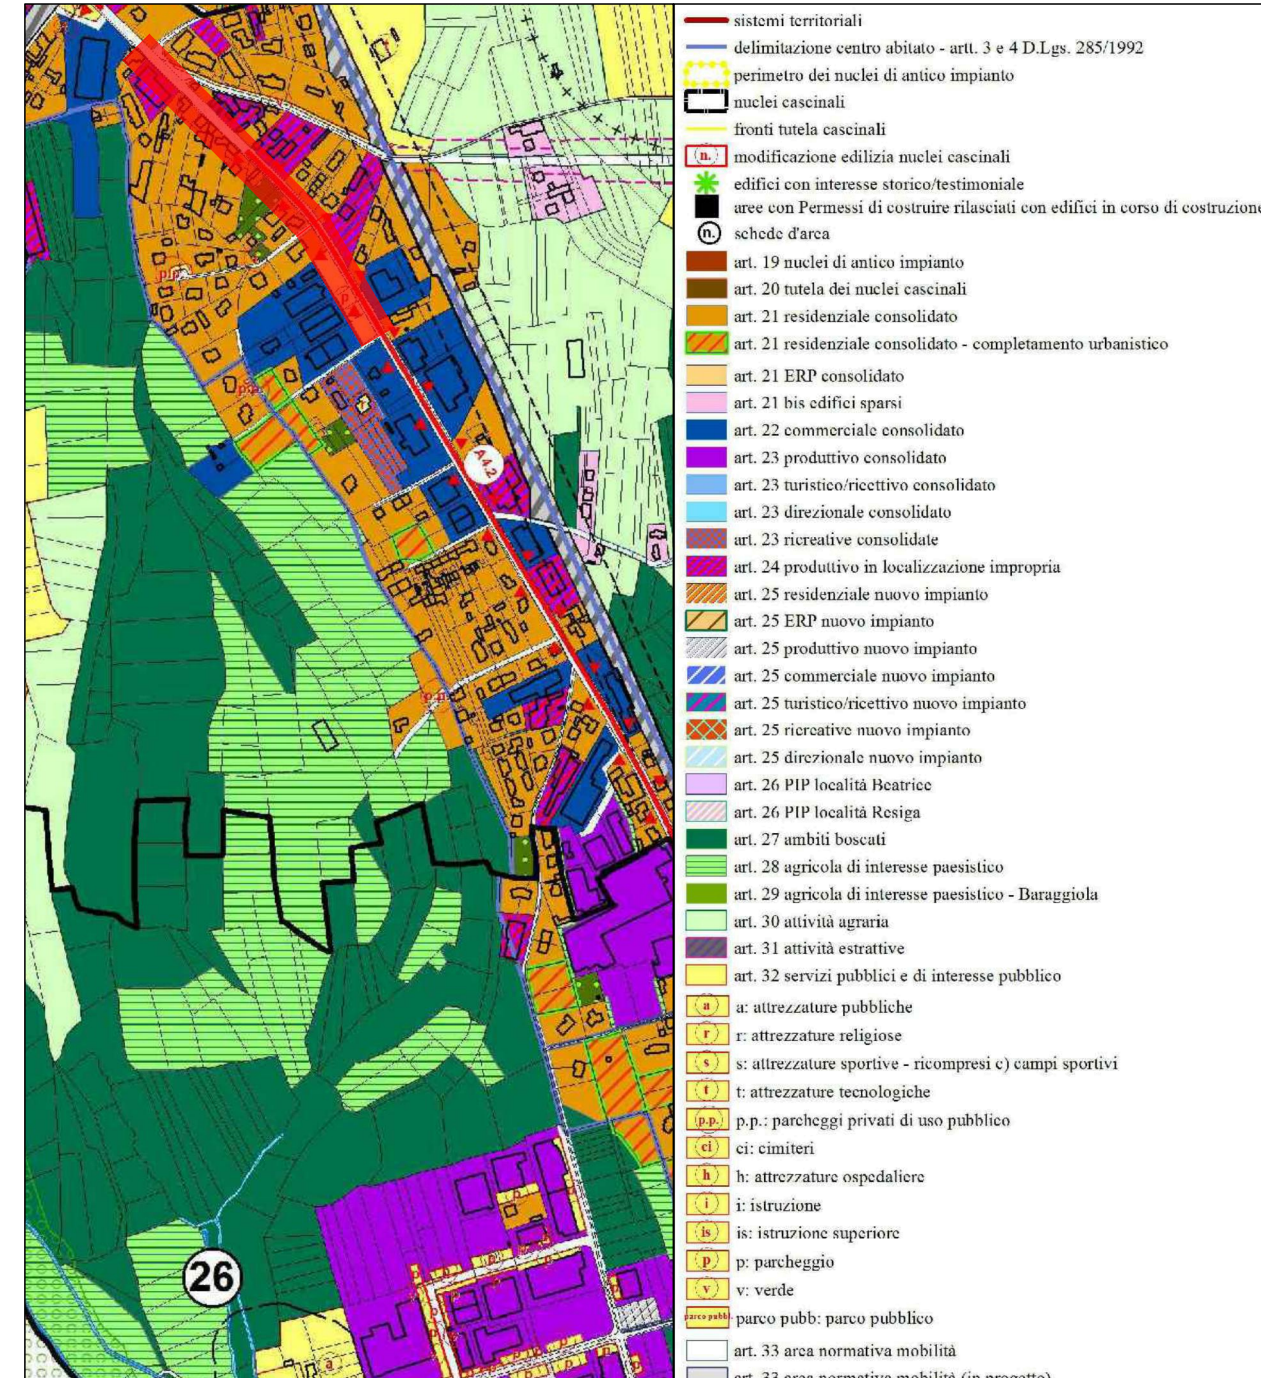 sistemi territoriali
delimitazione centro abitato - artt. 3 e 4 D.Lgs. 285/1992
perimetro dei nuclei di antico impianto
nuclei cascinali
fronti tutela cascinali
n. modificazione edilizia nuclei cascinali
edifici con interesse storico/testimoniale
aree con Permessi di costruire rilasciati con edifici in corso di costruzione
n. schede d'area
art. 19 nuclei di antico impianto
art. 20 tutela dei nuclei cascinali
art. 21 residenziale consolidato
art. 21 residenziale consolidato - completamento urbanistico
art. 21 ERP consolidato
art. 21 bis edifici sparsi
art. 22 commerciale consolidato
art. 23 produttivo consolidato
art. 23 turistico/ricettivo consolidato
art. 23 direzionale consolidato
art. 23 ricreative consolidate
art. 24 produttivo in localizzazione impropria
art. 25 residenziale nuovo impianto
art. 25 ERP nuovo impianto
art. 25 produttivo nuovo impianto
art. 25 commerciale nuovo impianto
art. 25 turistico/ricettivo nuovo impianto
art. 25 ricreative nuovo impianto
art. 25 direzionale nuovo impianto
art. 26 PIP località Beatrice
art. 26 PIP località Resiga
art. 27 ambiti boscati
art. 28 agricola di interesse paesistico
art. 29 agricola di interesse paesistico - Baraggiola
art. 30 attività agraria
art. 31 attività estrattive
art. 32 servizi pubblici e di interesse pubblico
a a: attrezzature pubbliche
r r: attrezzature religiose
s s: attrezzature sportive - ricompresi c) campi sportivi
t t: attrezzature tecnologiche
p.p. p.p.: parcheggi privati di uso pubblico
ci ci: cimiteri
h h: attrezzature ospedaliere
i i: istruzione
is is: istruzione superiore
p p: parcheggio
v v: verde
parco pubb. parco pubb: parco pubblico
art. 33 area normativa mobilità
art. 33 area normativa mobilità (in progetto)
p.p.
p
p.p.
A4.2
p.p.
26
a